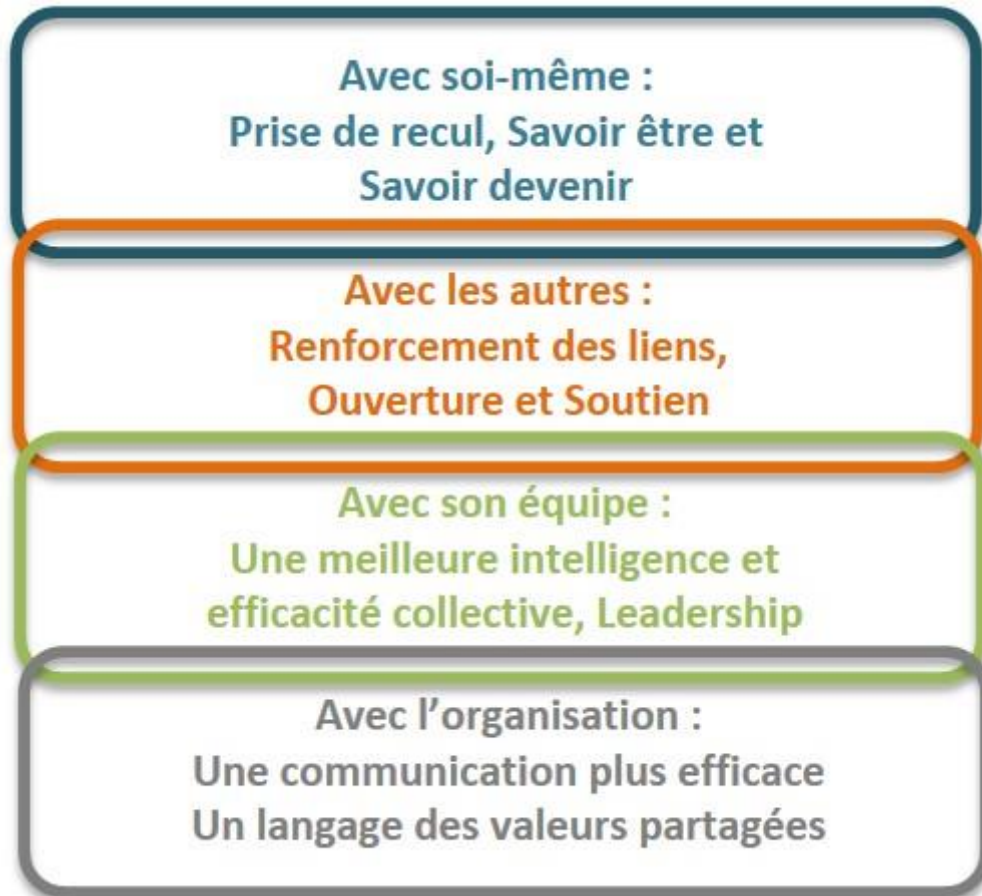 Avec soi-même :
Prise de recul, Savoir être et
Savoir devenir
Avec les autres :
Renforcement des liens,
Ouverture et Soutien
Avec son équipe :
Une meilleure intelligence et
efficacité collective, Leadership
Avec l’organisation :
Une communication plus efficace
Un langage des valeurs partagées